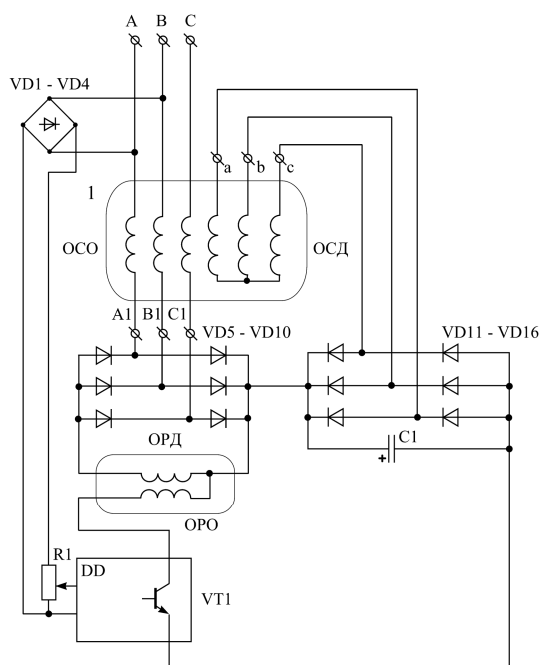 A B C
VD1 - VD4
a b c
1
ОСО
ОСД
A1 B1 C1
VD5 - VD10
VD11 - VD16
ОРД
C1
+
ОРО
R1
DD
VT1